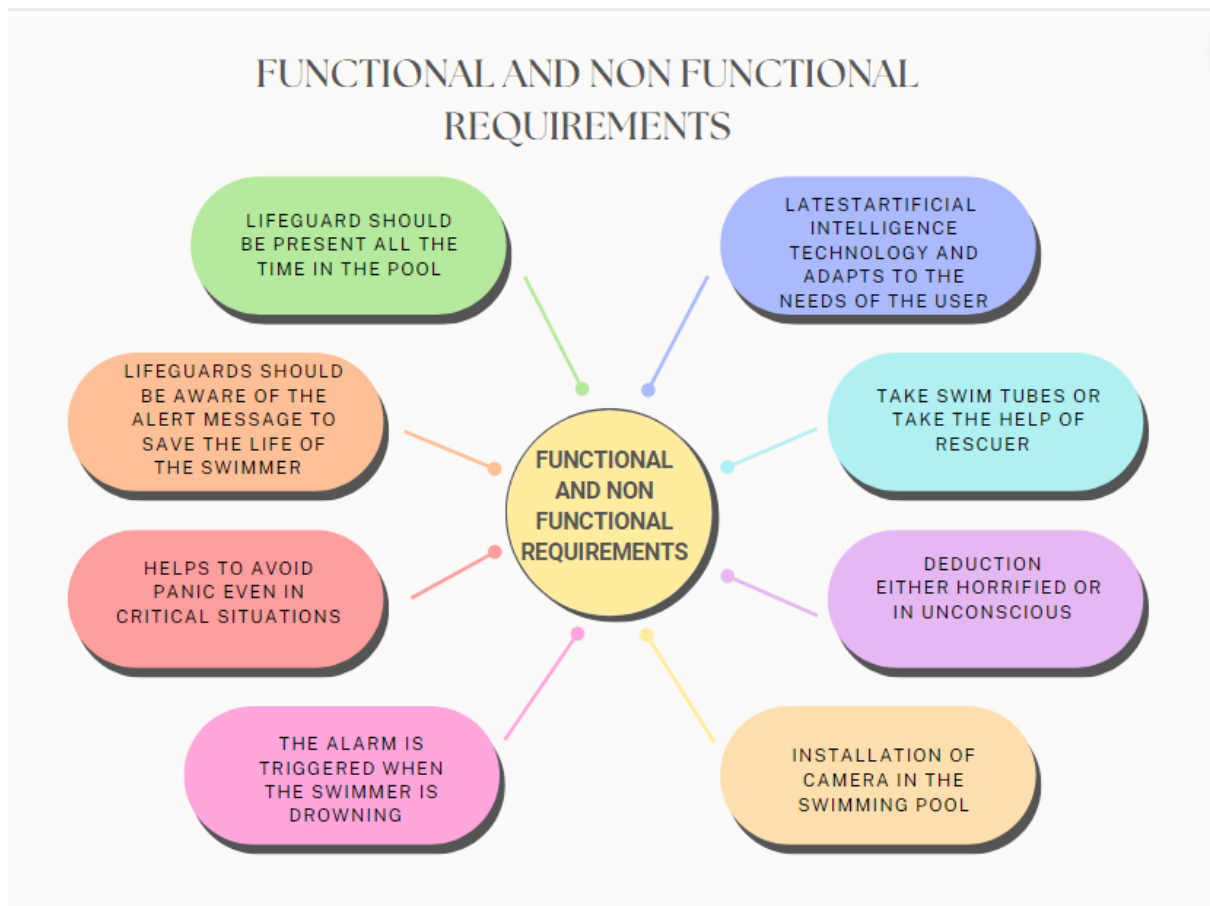 FUNCTIONAL AND NON FUNCTIONAL
REQUIREMENTS
LIFEGUARD SHOULD
BE PRESENT ALL THE
TIME IN THE POOL
LATESTARTIFICIAL
INTELLIGENCE
TECHNOLOGY AND
ADAPTS TO THE
NEEDS OF THE USER
LIFEGUARDS SHOULD
BE AWARE OF THE
ALERT MESSAGE TO
SAVE THE LIFE OF
THE SWIMMER
TAKE SWIM TUBES OR
TAKE THE HELP OF
RESCUER
FUNCTIONAL
AND NON
FUNCTIONAL
REQUIREMENTS
HELPS TO AVOID
PANIC EVEN IN
CRITICAL SITUATIONS
DEDUCTION
EITHER HORRIFIED OR
IN UNCONSCIOUS
THE ALARM IS
TRIGGERED WHEN
THE SWIMMER IS
DROWNING
INSTALLATION OF
CAMERA IN THE
SWIMMING POOL